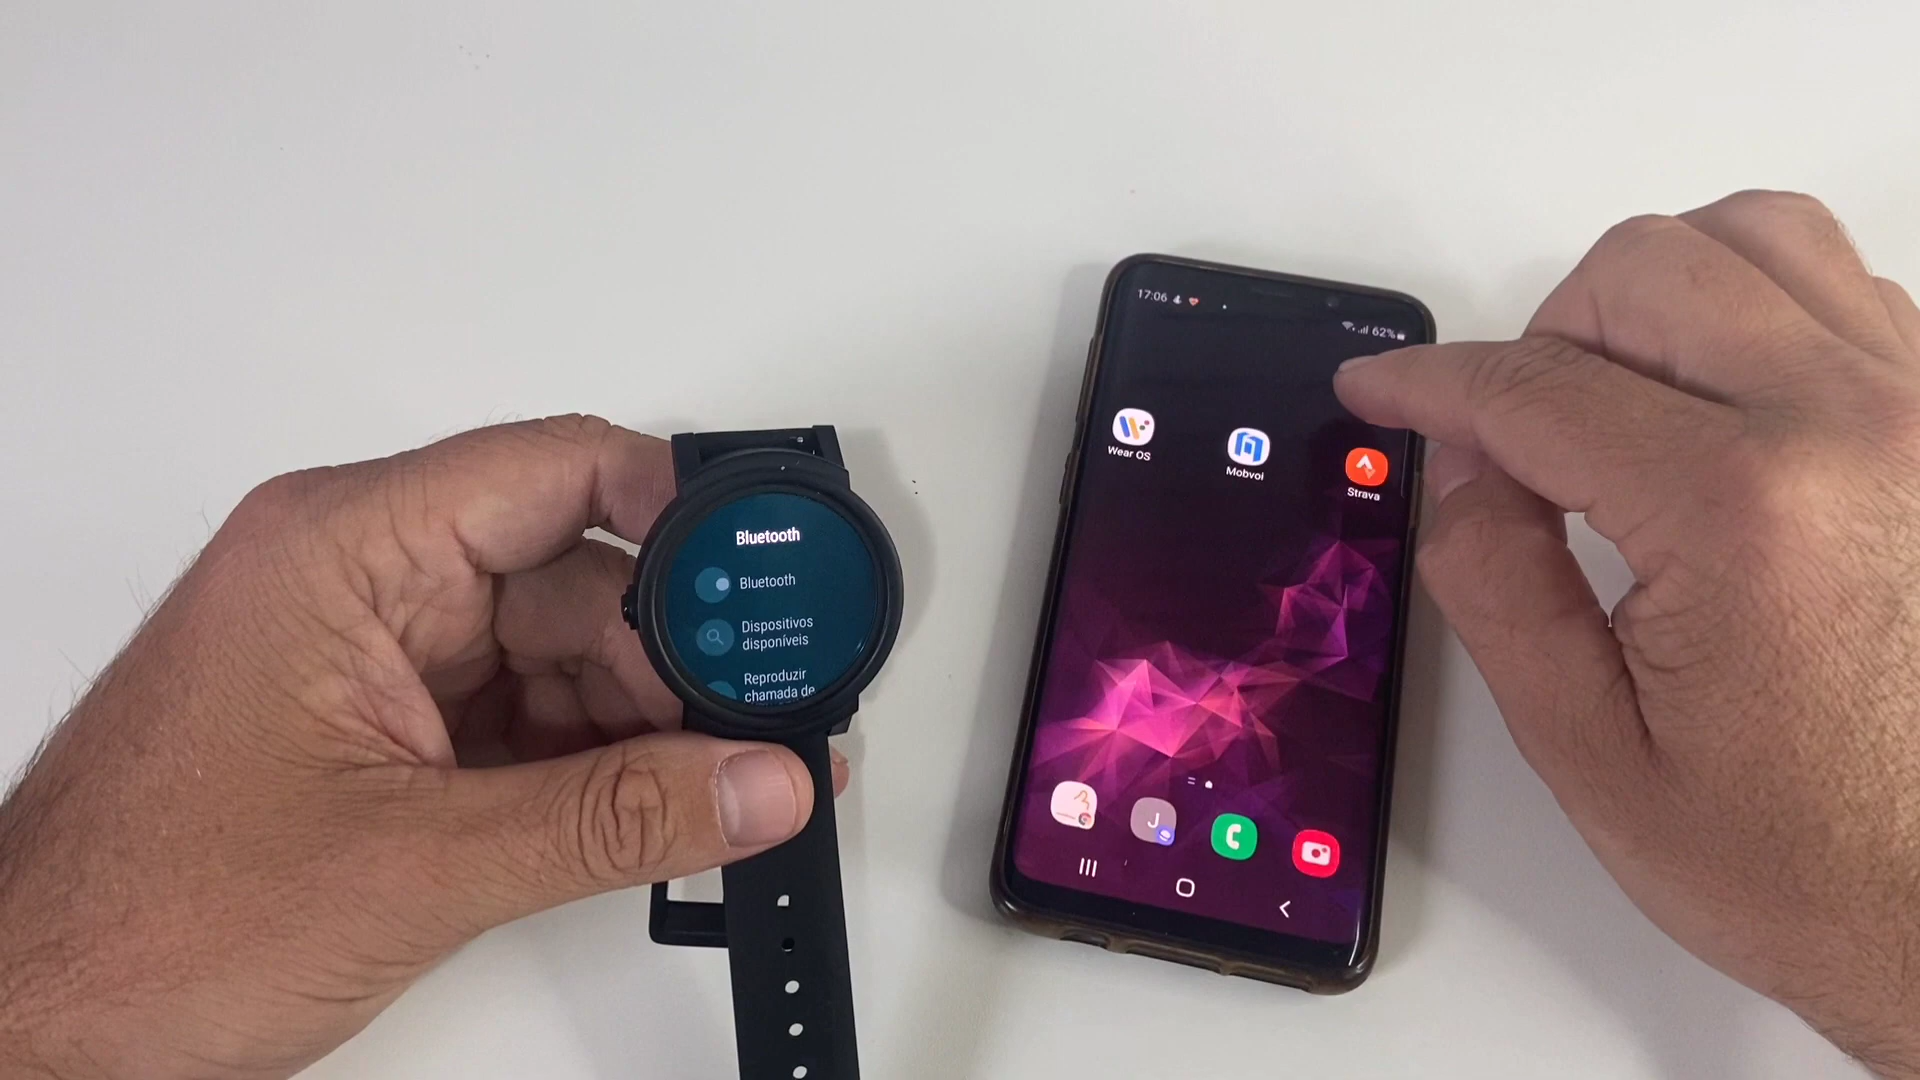 Bluetooth
Bluetooth
Dispositivos
disponíveis
Reproduzir
chamada de
17:06
62%
Wear OS
Mobvoi
Strava
J